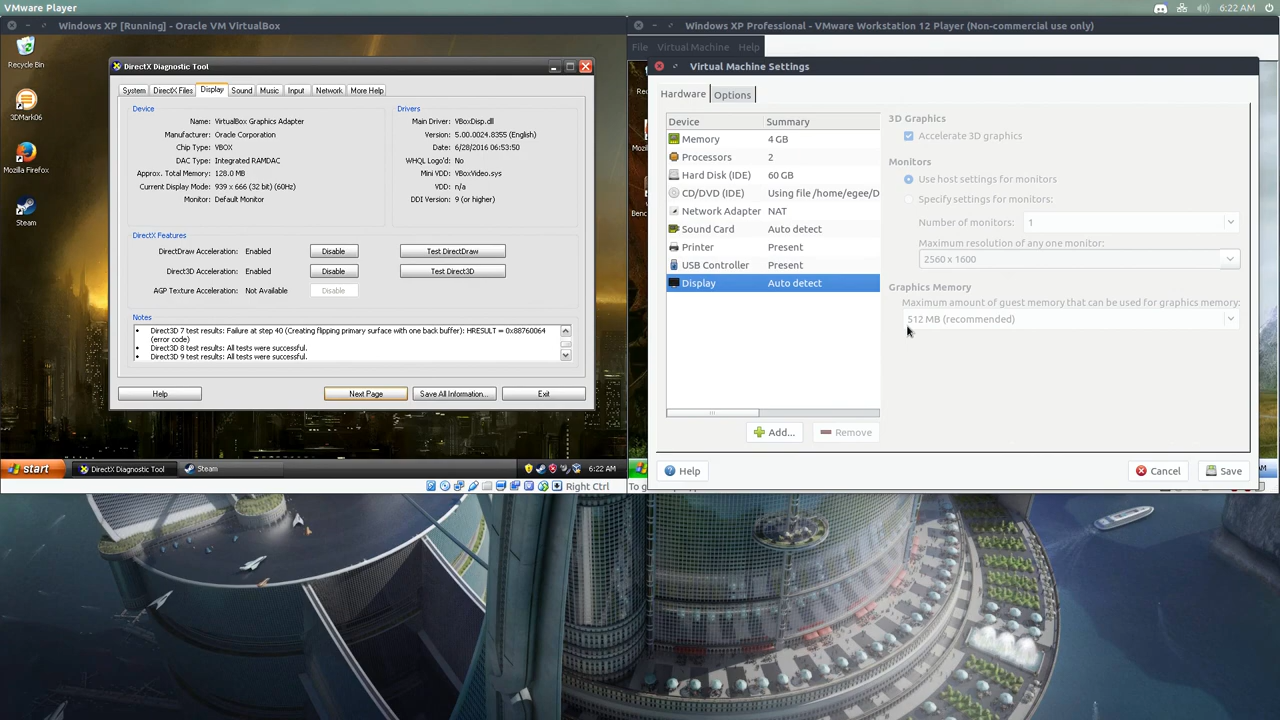 VMware Player
6:22 AM
Windows XP [Running] - Oracle VM VirtualBox
Recycle Bin
3DMark06
Mozilla Firefox
Steam
DirectX Diagnostic Tool
System
DirectX Files
Display
Sound
Music
Input
Network
More Help
Device
Name: VirtualBox Graphics Adapter
Manufacturer: Oracle Corporation
Chip Type: VBOX
DAC Type: Integrated RAMDAC
Approx. Total Memory: 128.0 MB
Current Display Mode: 939 x 666 (32 bit) (60Hz)
Monitor: Default Monitor
Drivers
Main Driver: VBoxDisp.dll
Version: 5.00.0024.8355 (English)
Date: 6/28/2016 06:53:50
WHQL Logo'd: No
Mini VDD: VBoxVideo.sys
VDD: n/a
DDI Version: 9 (or higher)
DirectX Features
DirectDraw Acceleration: Enabled Disable Test DirectDraw
Direct3D Acceleration: Enabled Disable Test Direct3D
AGP Texture Acceleration: Not Available Disable
Notes
• Direct3D 7 test results: Failure at step 40 (Creating flipping primary surface with one back buffer): HRESULT = 0x88760064
(error code)
• Direct3D 8 test results: All tests were successful.
• Direct3D 9 test results: All tests were successful.
Help
Next Page
Save All Information...
Exit
start
DirectX Diagnostic Tool
Steam
6:22 AM
Right Ctrl
Windows XP Professional - VMware Workstation 12 Player (Non-commercial use only)
File Virtual Machine Help
Virtual Machine Settings
Hardware
Options
Device Summary
Memory 4 GB
Processors 2
Hard Disk (IDE) 60 GB
CD/DVD (IDE) Using file /home/egee/D
Network Adapter NAT
Sound Card Auto detect
Printer Present
USB Controller Present
Display Auto detect
Add...
Remove
3D Graphics
Accelerate 3D graphics
Monitors
Use host settings for monitors
Specify settings for monitors:
Number of monitors: 1
Maximum resolution of any one monitor:
2560 x 1600
Graphics Memory
Maximum amount of guest memory that can be used for graphics memory:
512 MB (recommended)
Help
Cancel
Save